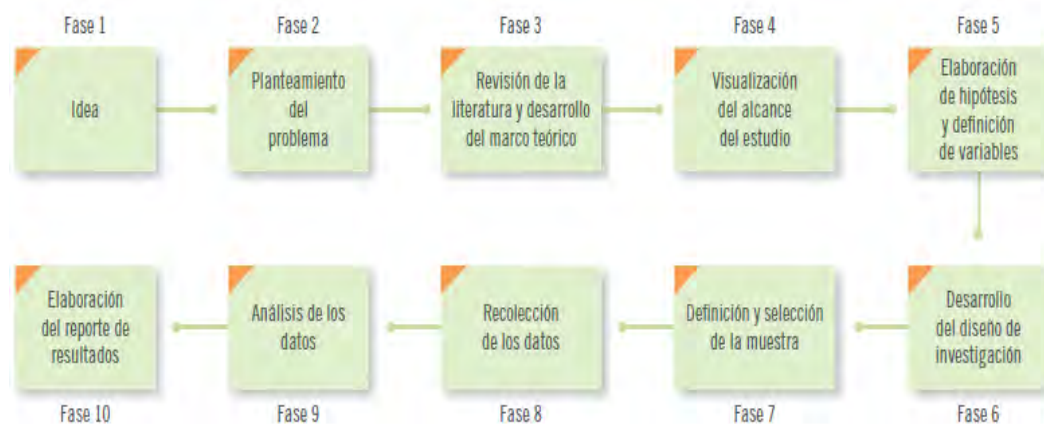 Fase 1
Idea
Fase 2
Planteamiento
del
problema
Fase 3
Revisión de la
literatura y desarrollo
del marco teórico
Fase 4
Visualización
del alcance
del estudio
Fase 5
Elaboración
de hipótesis
y definición
de variables
Desarrollo
del diseño de
investigación
Fase 6
Definición y selección
de la muestra
Fase 7
Recolección
de los datos
Fase 8
Análisis de los
datos
Fase 9
Elaboración
del reporte de
resultados
Fase 10